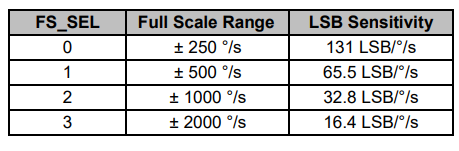 FS_SEL Full Scale Range LSB Sensitivity
0 ± 250 °/s 131 LSB/°/s
1 ± 500 °/s 65.5 LSB/°/s
2 ± 1000 °/s 32.8 LSB/°/s
3 ± 2000 °/s 16.4 LSB/°/s